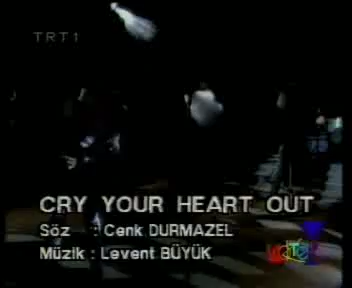 TRT1
CRY YOUR HEART OUT
Söz : Cenk DURMAZEL
Müzik : Levent BÜYÜK